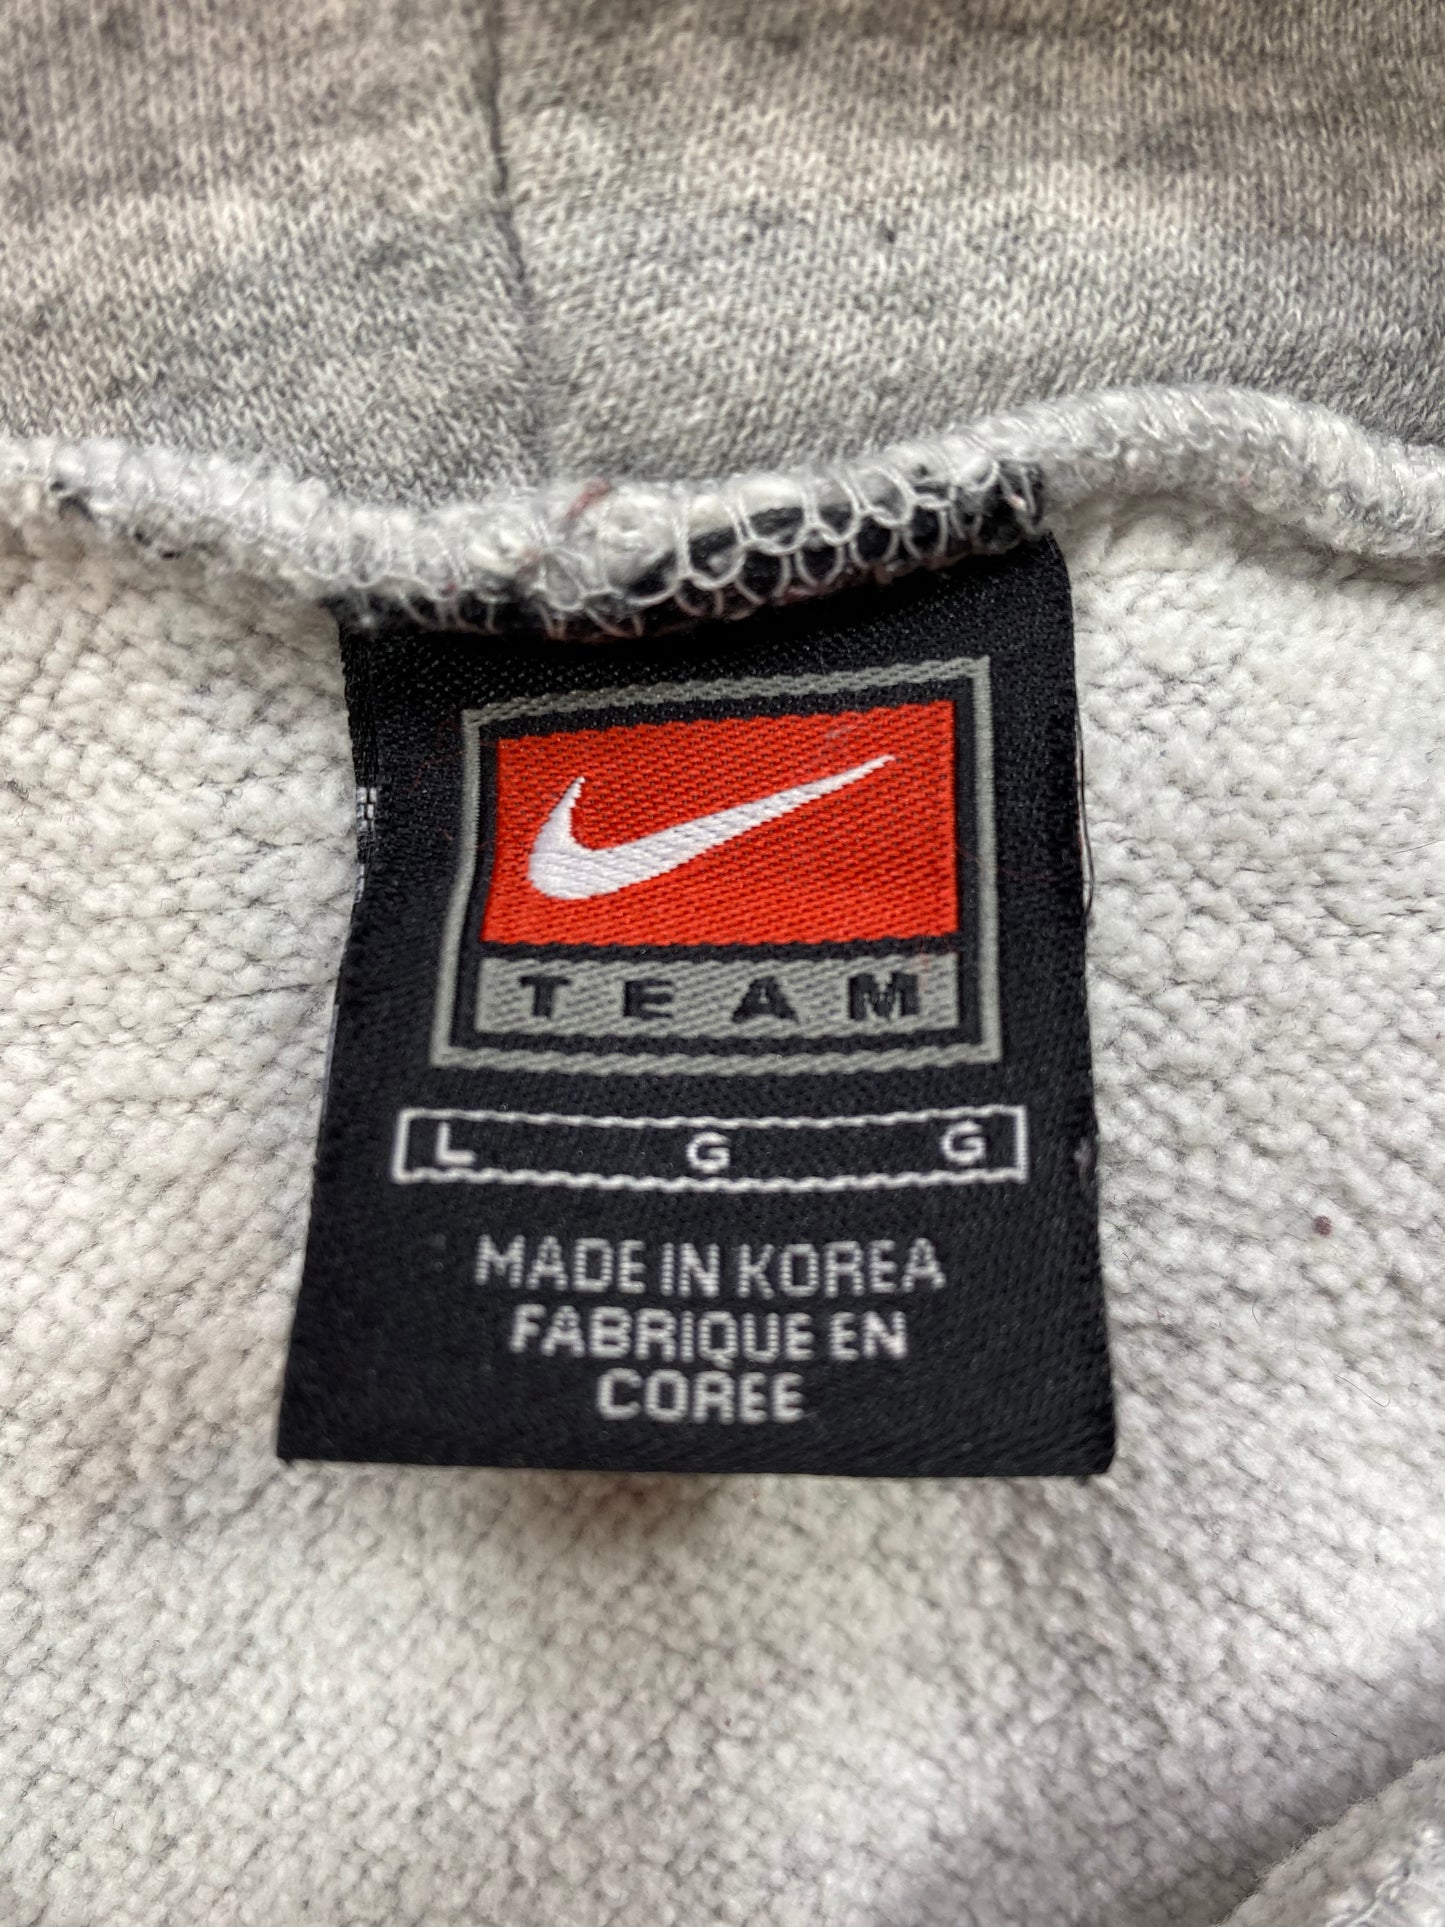 TEAM
L G G
MADE IN KOREA
FABRIQUE EN
COREE